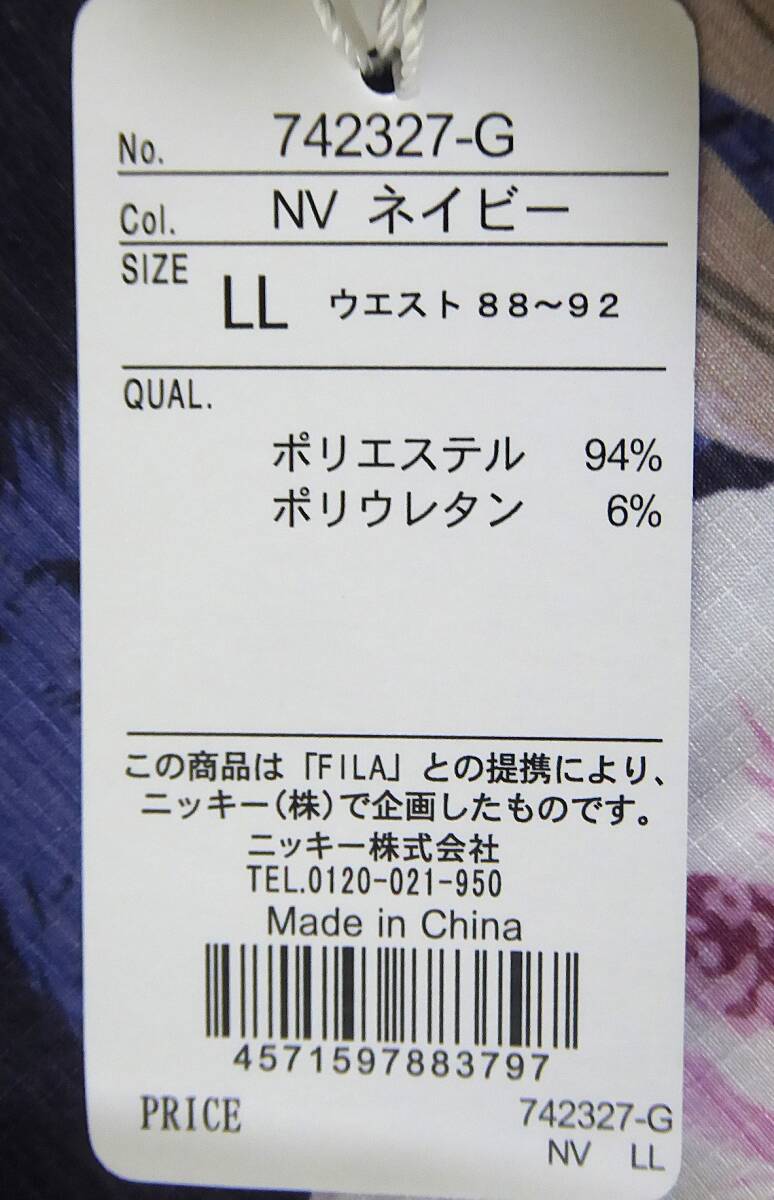 No. 742327-G
Col. NV ネイビー
SIZE LL ウエスト 88～92
QUAL.
ポリエステル 94%
ポリウレタン 6%
この商品は「FILA」との提携により、
ニッキー(株)で企画したものです。
ニッキー株式会社
TEL.0120-021-950
Made in China
4571597883797
PRICE 742327-G
NV LL